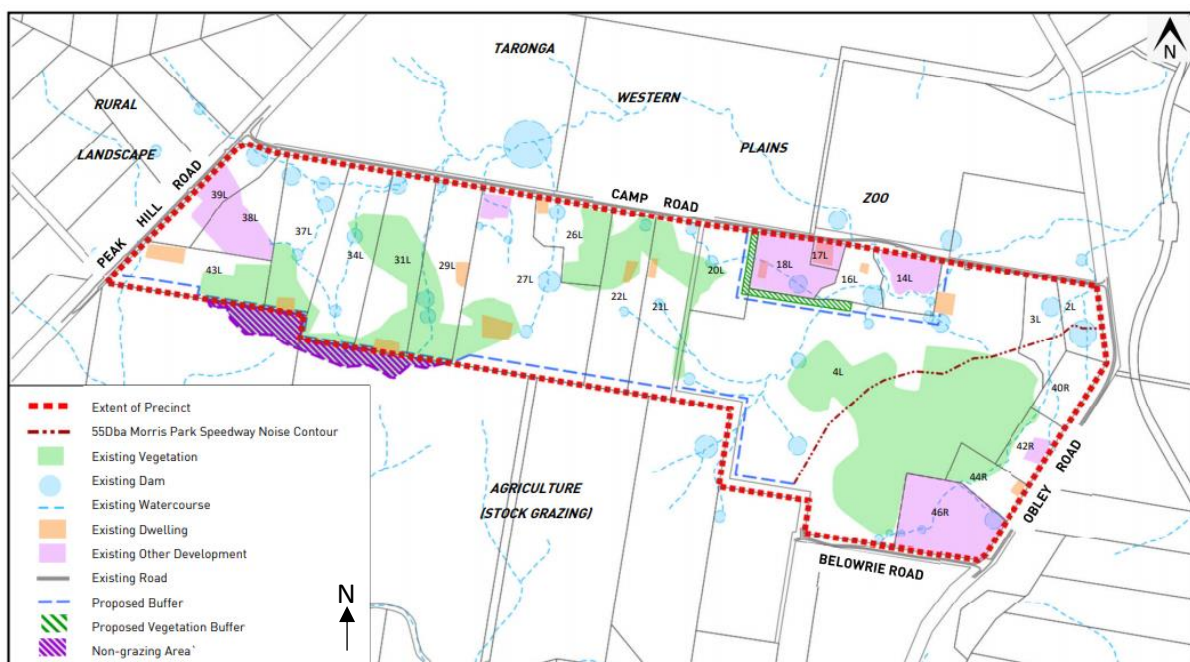 N
TARONGA
WESTERN
PLAINS
ZOO
RURAL
LANDSCAPE
PEAK HILL ROAD
CAMP ROAD
39L
38L
37L
43L
34L
31L
29L
27L
26L
22L
21L
20L
18L
17L
16L
14L
3L
2L
4L
40R
42R
44R
46R
OBLEY ROAD
BELOWRIE ROAD
AGRICULTURE
(STOCK GRAZING)
Extent of Precinct
55Dba Morris Park Speedway Noise Contour
Existing Vegetation
Existing Dam
Existing Watercourse
Existing Dwelling
Existing Other Development
Existing Road
Proposed Buffer
Proposed Vegetation Buffer
Non-grazing Area`
N